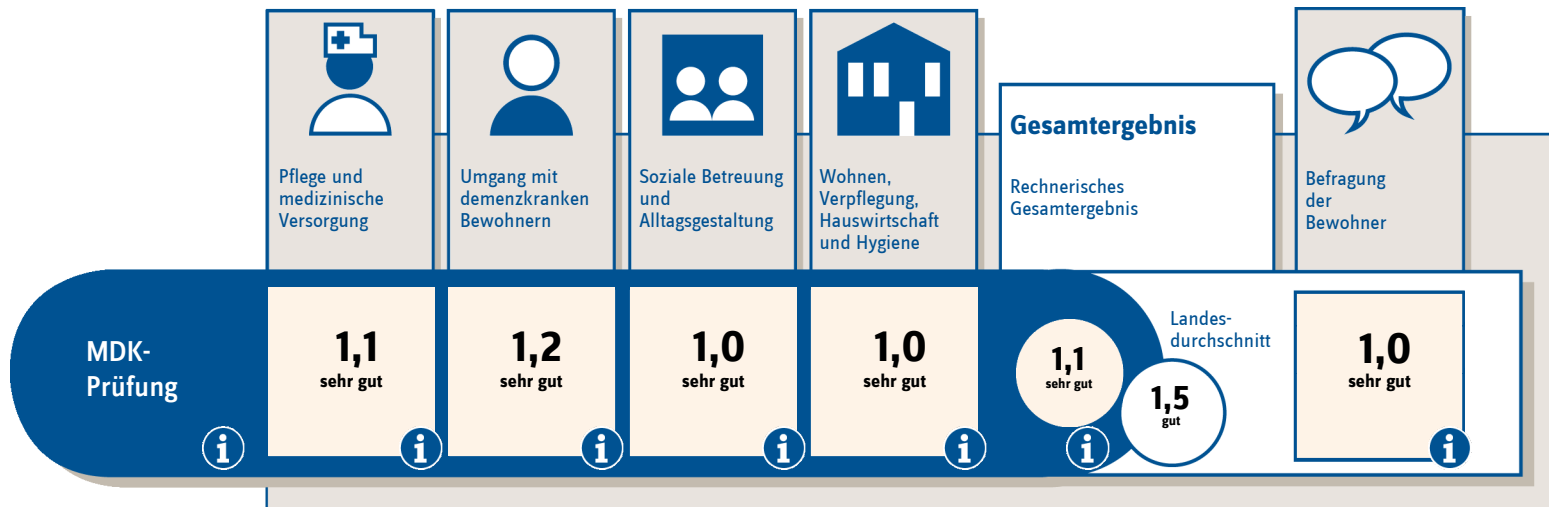 Pflege und
medizinische
Versorgung
Umgang mit
demenzkranken
Bewohnern
Soziale Betreuung
und
Alltagsgestaltung
Wohnen,
Verpflegung,
Hauswirtschaft
und Hygiene
Gesamtergebnis
Rechnerisches
Gesamtergebnis
Befragung
der
Bewohner
MDK-
Prüfung
i
1,1
sehr gut
i
1,2
sehr gut
i
1,0
sehr gut
i
1,0
sehr gut
i
1,1
sehr gut
i
Landes-
durchschnitt
1,5
gut
1,0
sehr gut
i